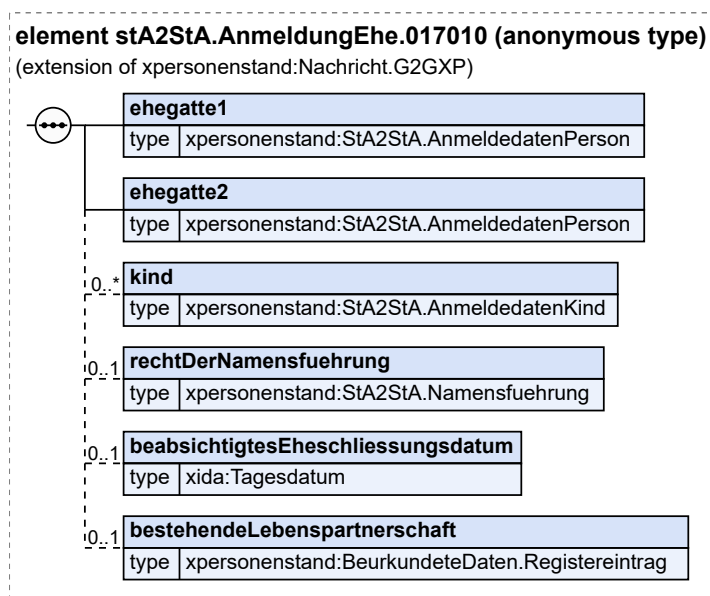 element stA2StA.AnmeldungEhe.017010 (anonymous type)
(extension of xpersonenstand:Nachricht.G2GXP)
ehegatte1
type xpersonenstand:StA2StA.AnmeldedatenPerson
ehegatte2
type xpersonenstand:StA2StA.AnmeldedatenPerson
0..* kind
type xpersonenstand:StA2StA.AnmeldedatenKind
0..1 rechtDerNamensfuehrung
type xpersonenstand:StA2StA.Namensfuehrung
0..1 beabsichtigtesEheschliessungsdatum
type xida:Tagesdatum
0..1 bestehendeLebenspartnerschaft
type xpersonenstand:BeurkundeteDaten.Registereintrag